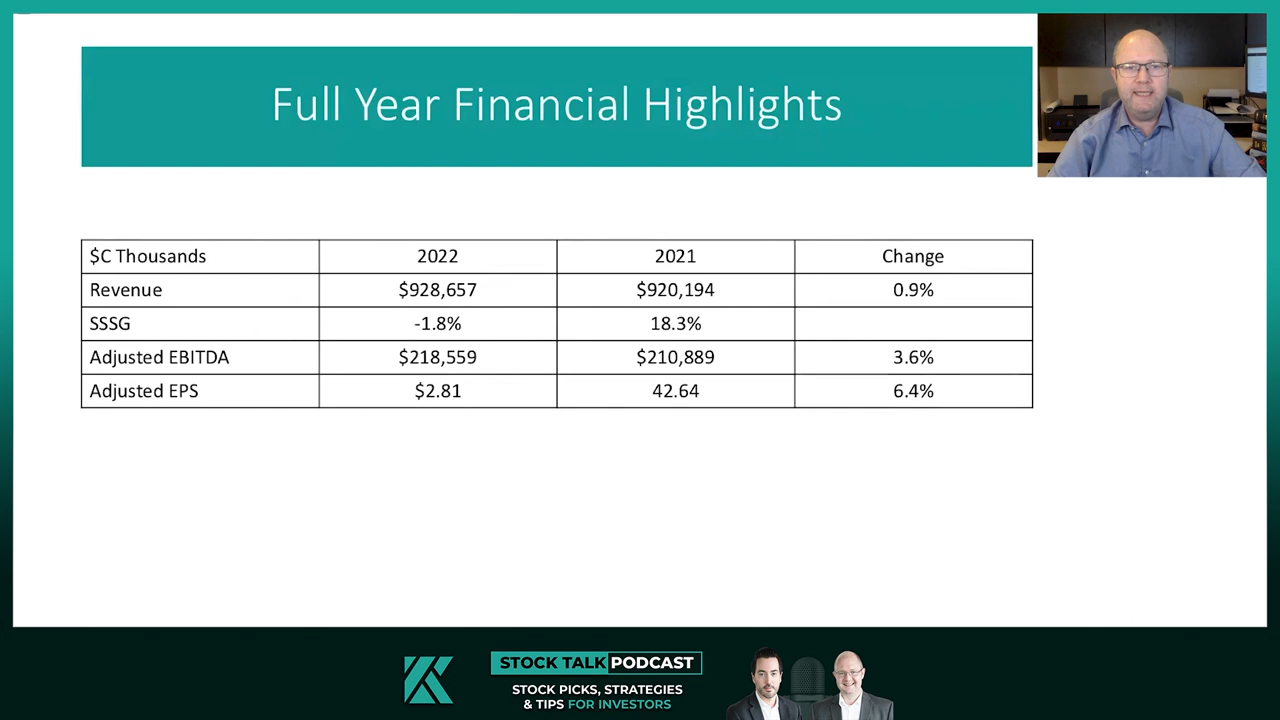 Full Year Financial Highlights
$C Thousands 2022 2021 Change
Revenue $928,657 $920,194 0.9%
SSSG -1.8% 18.3%
Adjusted EBITDA $218,559 $210,889 3.6%
Adjusted EPS $2.81 42.64 6.4%
STOCK TALK PODCAST
STOCK PICKS, STRATEGIES
& TIPS FOR INVESTORS